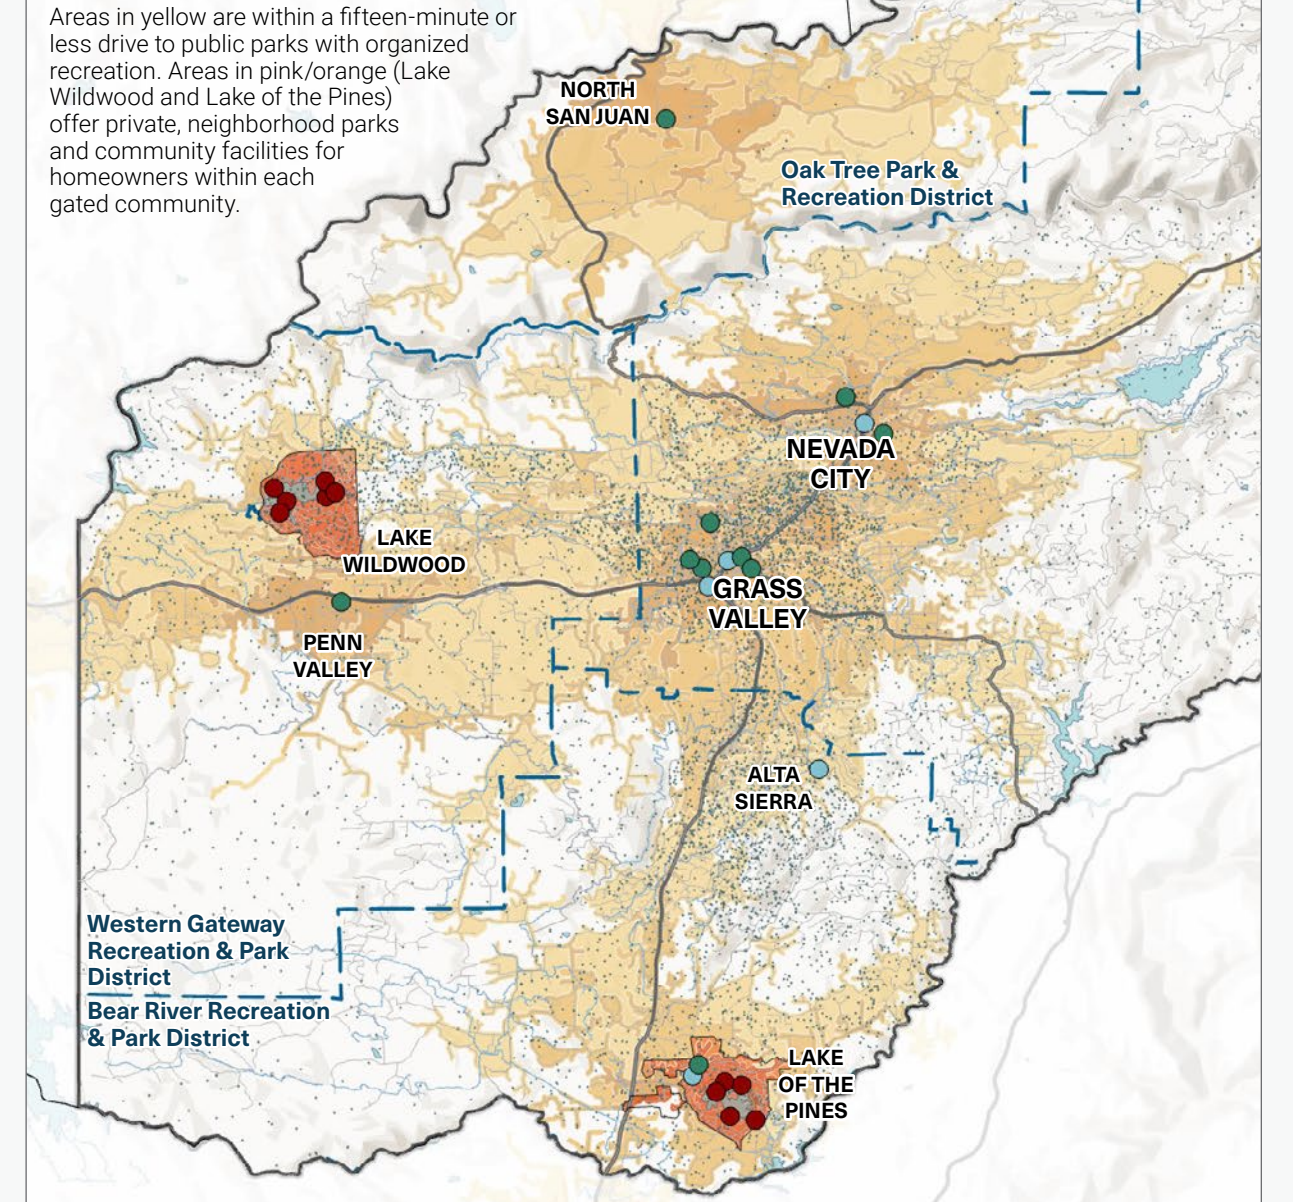 Areas in yellow are within a fifteen-minute or
less drive to public parks with organized
recreation. Areas in pink/orange (Lake
Wildwood and Lake of the Pines)
offer private, neighborhood parks
and community facilities for
homeowners within each
gated community.
NORTH
SAN JUAN
Oak Tree Park &
Recreation District
NEVADA
CITY
LAKE
WILDWOOD
GRASS
VALLEY
PENN
VALLEY
ALTA
SIERRA
Western Gateway
Recreation & Park
District
Bear River Recreation
& Park District
LAKE
OF THE
PINES